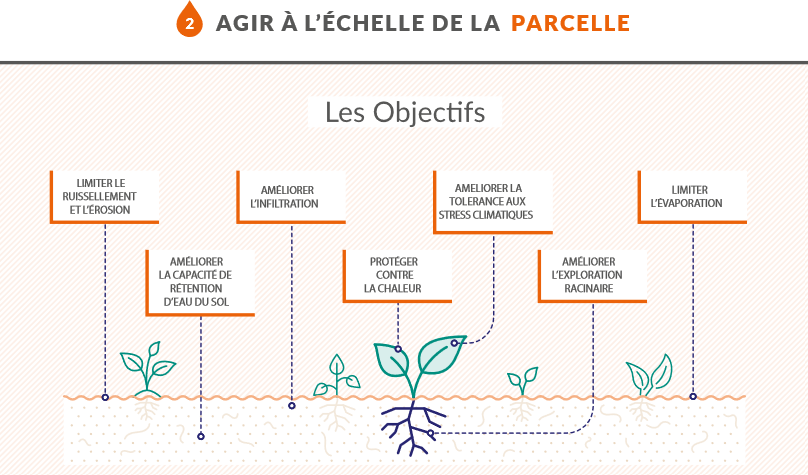 2 AGIR À L'ÉCHELLE DE LA PARCELLE
Les Objectifs
LIMITER LE
RUISSELLEMENT
ET L'ÉROSION
AMÉLIORER
LA CAPACITÉ DE
RÉTENTION
D'EAU DU SOL
AMÉLIORER
L'INFILTRATION
PROTÉGER
CONTRE
LA CHALEUR
AMELIORER LA
TOLERANCE AUX
STRESS CLIMATIQUES
AMÉLIORER
L'EXPLORATION
RACINAIRE
LIMITER
L'ÉVAPORATION